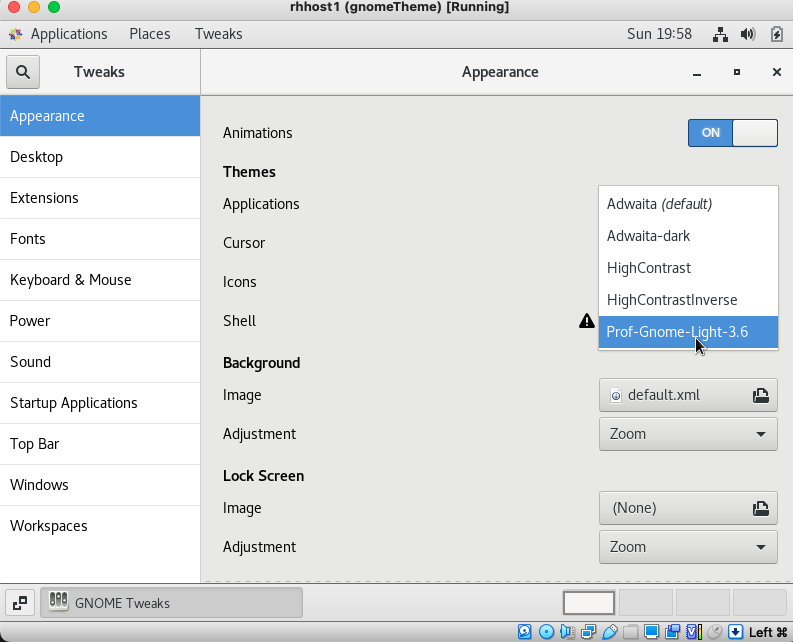 rhhost1 (gnomeTheme) [Running]
Applications Places Tweaks Sun 19:58
Tweaks
Appearance
Appearance
Desktop
Extensions
Fonts
Keyboard & Mouse
Power
Sound
Startup Applications
Top Bar
Windows
Workspaces
Animations ON
Themes
Applications
Cursor
Icons
Shell
Adwaita (default)
Adwaita-dark
HighContrast
HighContrastInverse
Prof-Gnome-Light-3.6
Background
Image default.xml
Adjustment Zoom
Lock Screen
Image (None)
Adjustment Zoom
GNOME Tweaks
Left ⌘